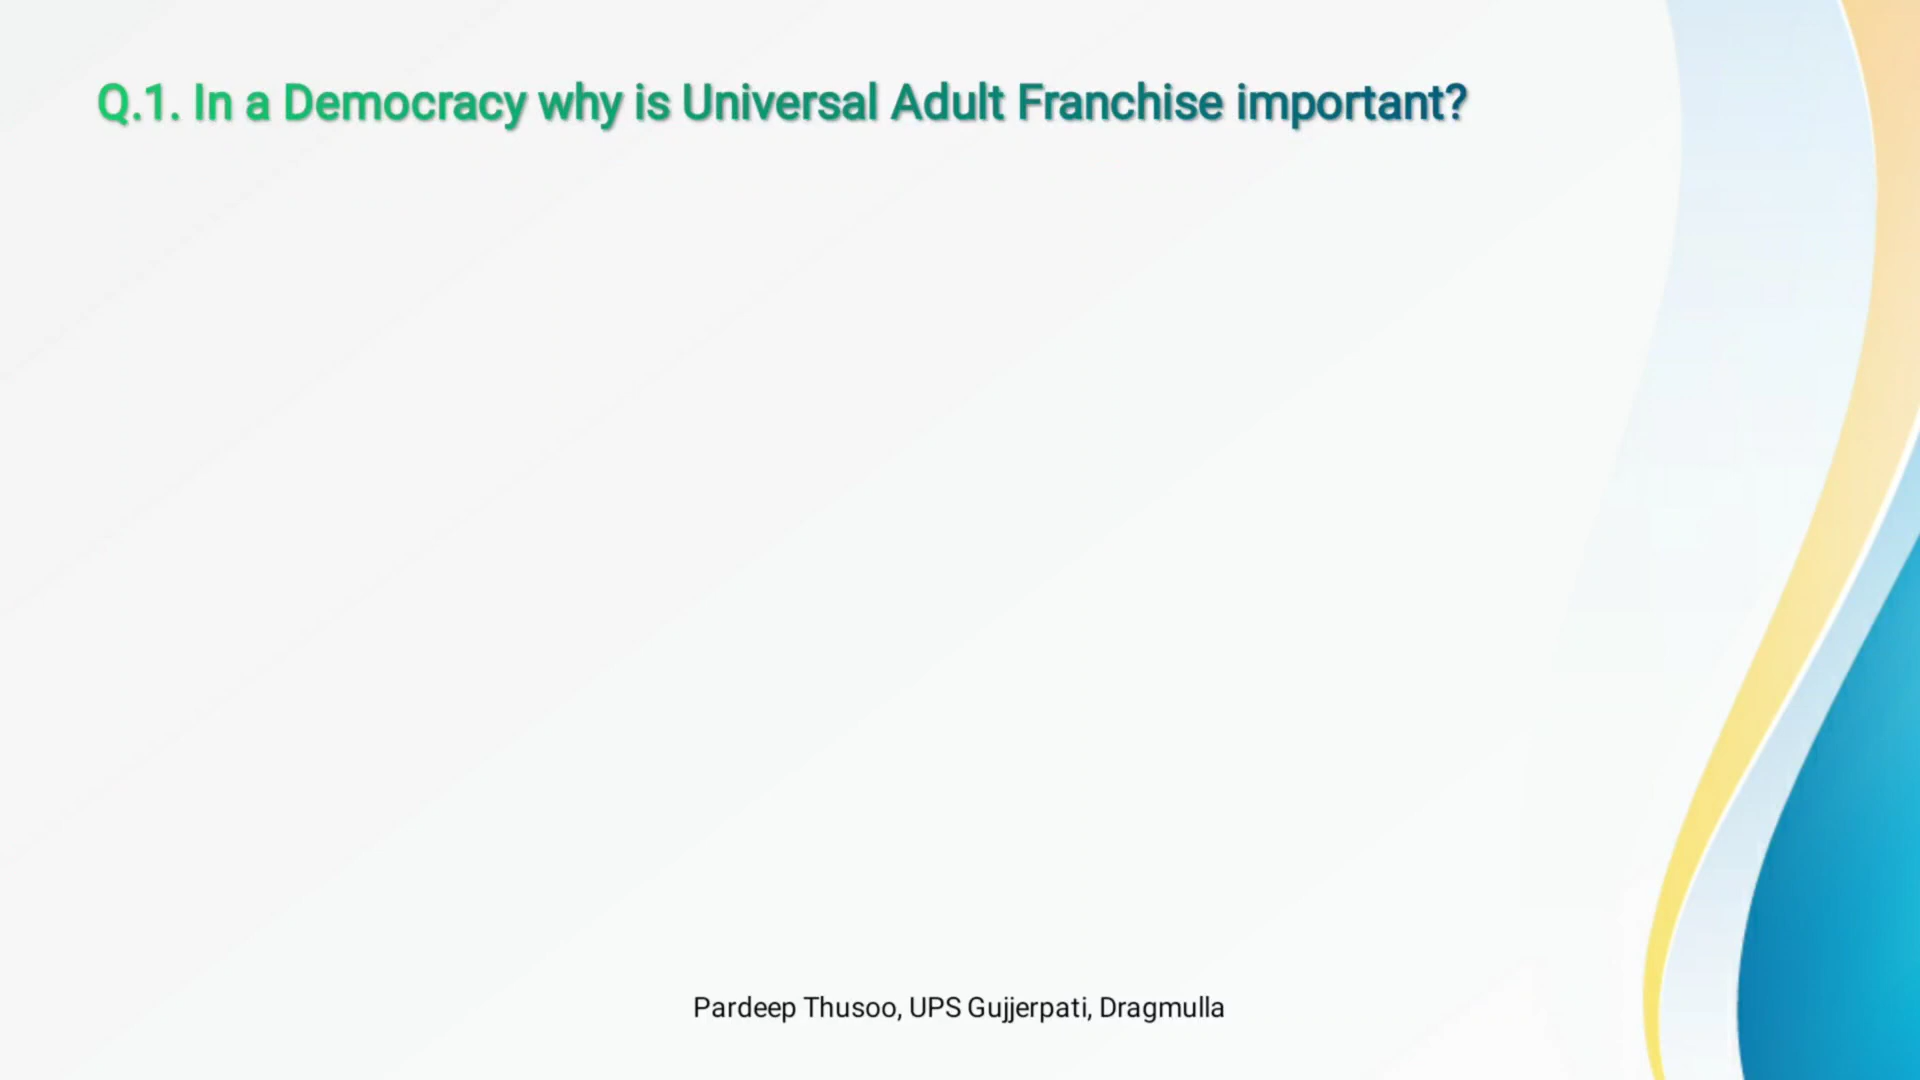 Q.1. In a Democracy why is Universal Adult Franchise important?
Pardeep Thusoo, UPS Gujjerpati, Dragmulla